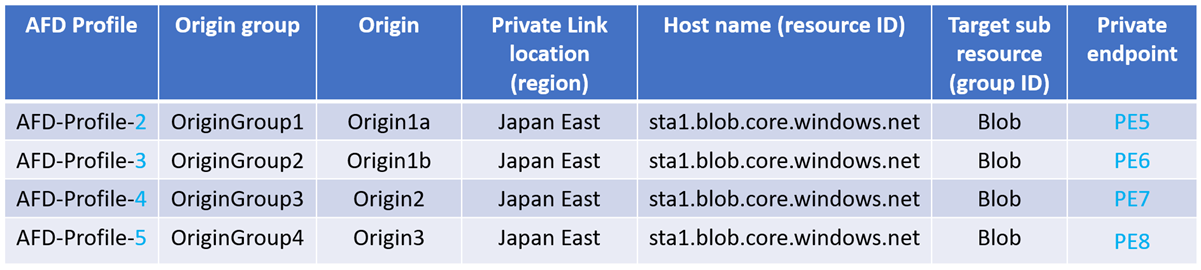 AFD Profile Origin group Origin Private Link location (region) Host name (resource ID) Target sub resource (group ID) Private endpoint
AFD-Profile-2 OriginGroup1 Origin1a Japan East sta1.blob.core.windows.net Blob PE5
AFD-Profile-3 OriginGroup2 Origin1b Japan East sta1.blob.core.windows.net Blob PE6
AFD-Profile-4 OriginGroup3 Origin2 Japan East sta1.blob.core.windows.net Blob PE7
AFD-Profile-5 OriginGroup4 Origin3 Japan East sta1.blob.core.windows.net Blob PE8